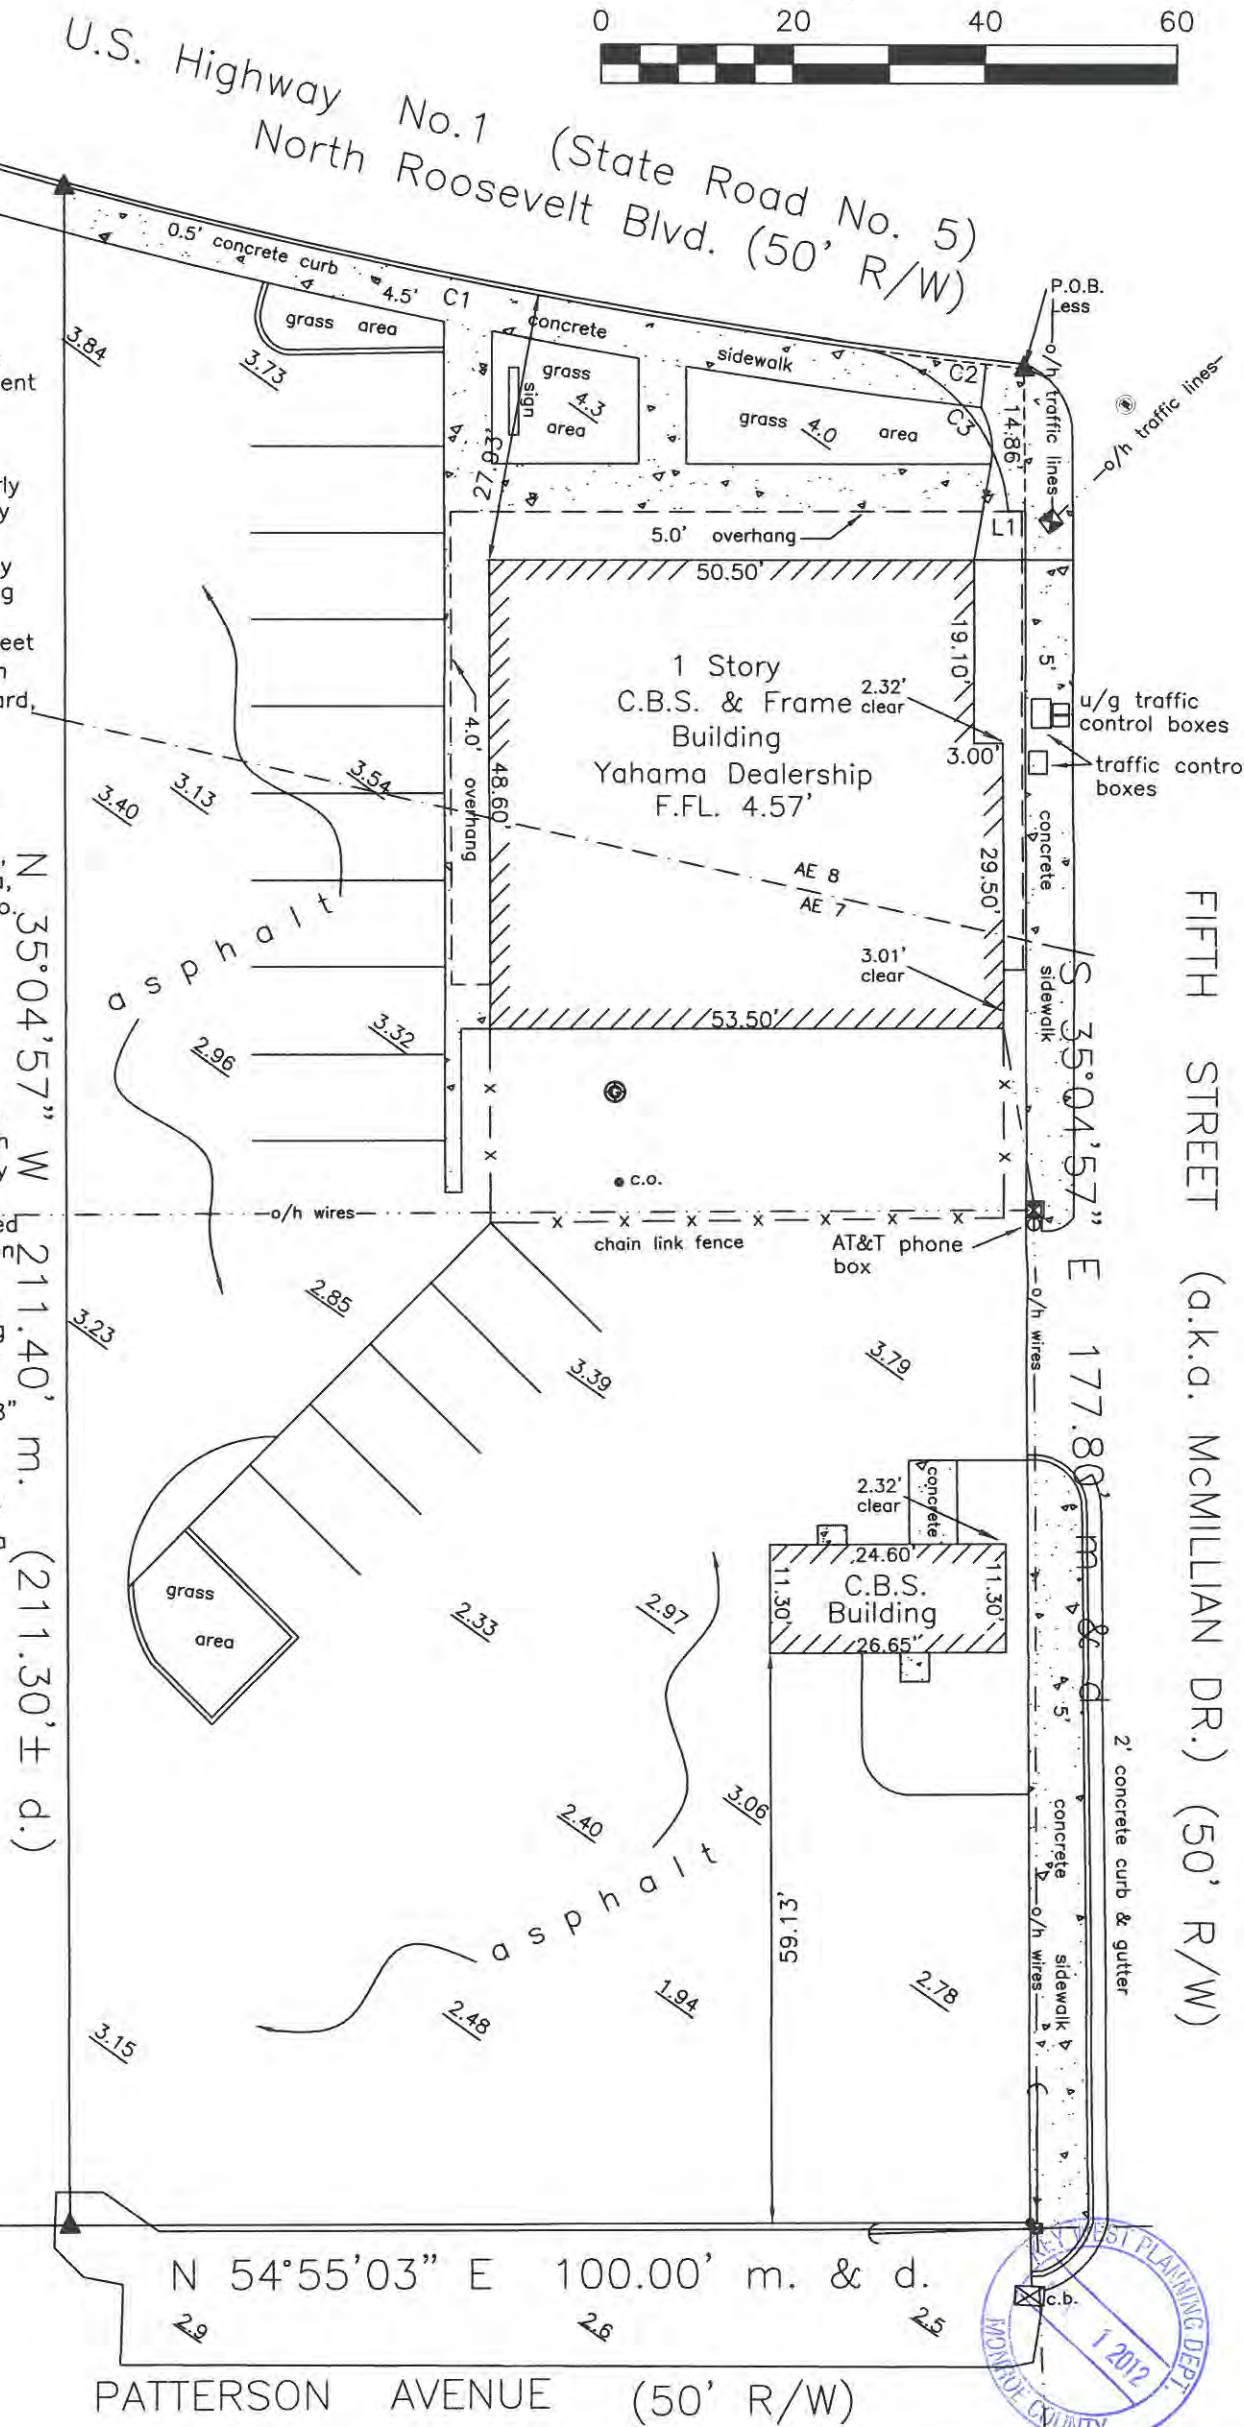 0 20 40 60
U.S. Highway No.1 (State Road No. 5)
North Roosevelt Blvd. (50' R/W)
0.5' concrete curb
4.5' C1
concrete
sidewalk
P.O.B.
Less
o/h traffic lines
o/h traffic lines
grass area
3.84
3.73
grass
4.3
area
sign
grass 4.0 area
C2
C3
14.86'
27.93'
L1
5.0' overhang
50.50'
ent
rly
y
y
g
eet
n
ard,
19.10'
5'
1 Story
C.B.S. & Frame
Building
Yahama Dealership
F.FL. 4.57'
2.32'
clear
3.00'
u/g traffic
control boxes
traffic contro
boxes
4.0' overhang
48.60'
3.54
3.13
3.40
AE 8
AE 7
29.50'
concrete
sidewalk
3.01'
clear
53.50'
asphalt
3.32
2.96
c.o.
o/h wires
chain link fence
AT&T phone
box
o/h wires
2.85
3.23
3.39
3.79
N 35°04'57" W 211.40' m. (211.30'± d.)
S 35°04'57" E 177.80' m & d
FIFTH STREET (a.k.a. McMILLIAN DR.) (50' R/W)
2.32'
clear
concrete
24.60'
11.30'
C.B.S.
Building
11.30'
26.65"
grass
area
2.33
2.97
5'
2' concrete curb & gutter
concrete
sidewalk
o/h wires
3.06
2.40
asphalt
59.13'
2.78
1.94
2.48
3.15
N 54°55'03" E 100.00' m. & d.
c.b.
2.9
2.6
2.5
PATTERSON AVENUE (50' R/W)
KEY WEST PLANNING DEPT.
1 2012
MONROE COUNTY